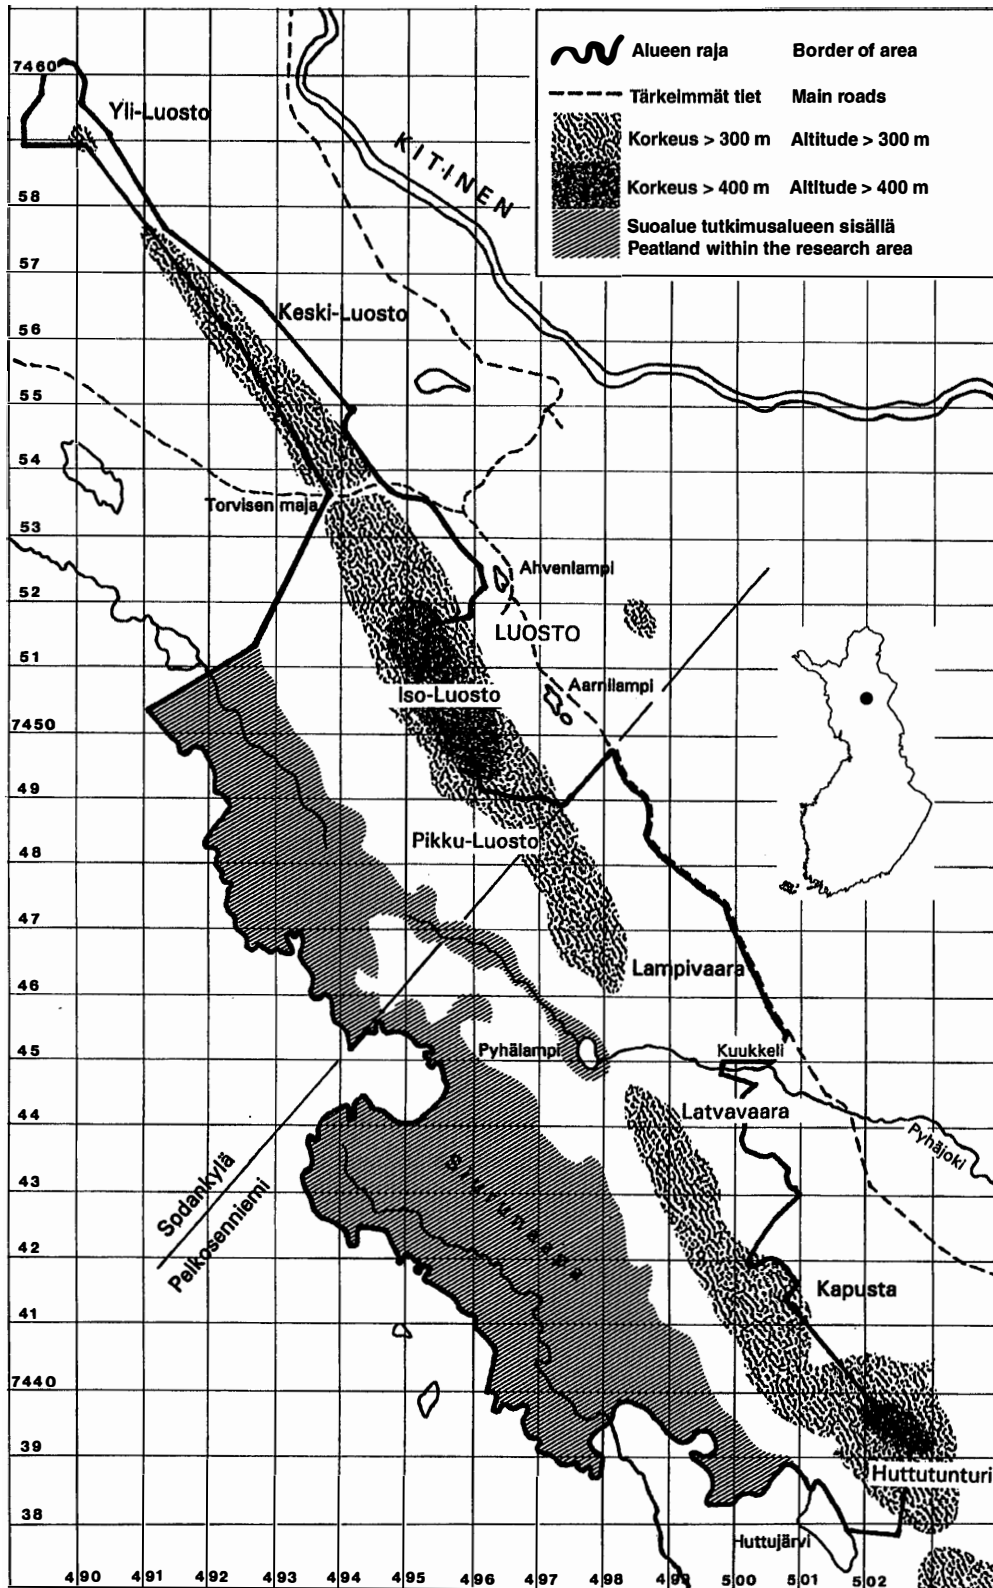 Alueen raja Border of area
Tärkeimmät tiet Main roads
Korkeus > 300 m Altitude > 300 m
Korkeus > 400 m Altitude > 400 m
Suoalue tutkimusalueen sisällä
Peatland within the research area
7460
Yli-Luosto
KITINEN
58
57
Keski-Luosto
56
55
54
Torvisen maja
53
Ahvenlampi
52
LUOSTO
51
Aarnilampi
Iso-Luosto
7450
49
Pikku-Luosto
48
47
Lampivaara
46
45
Pyhälampi
Kuukkeli
44
Latvavaara
Pyhäjoki
43
Siurunaapa
Sodankylä
Pelkosenniemi
42
Kapusta
41
7440
39
Huttutunturi
38
Huttujärvi
490 491 492 493 494 495 496 497 498 499 500 501 502